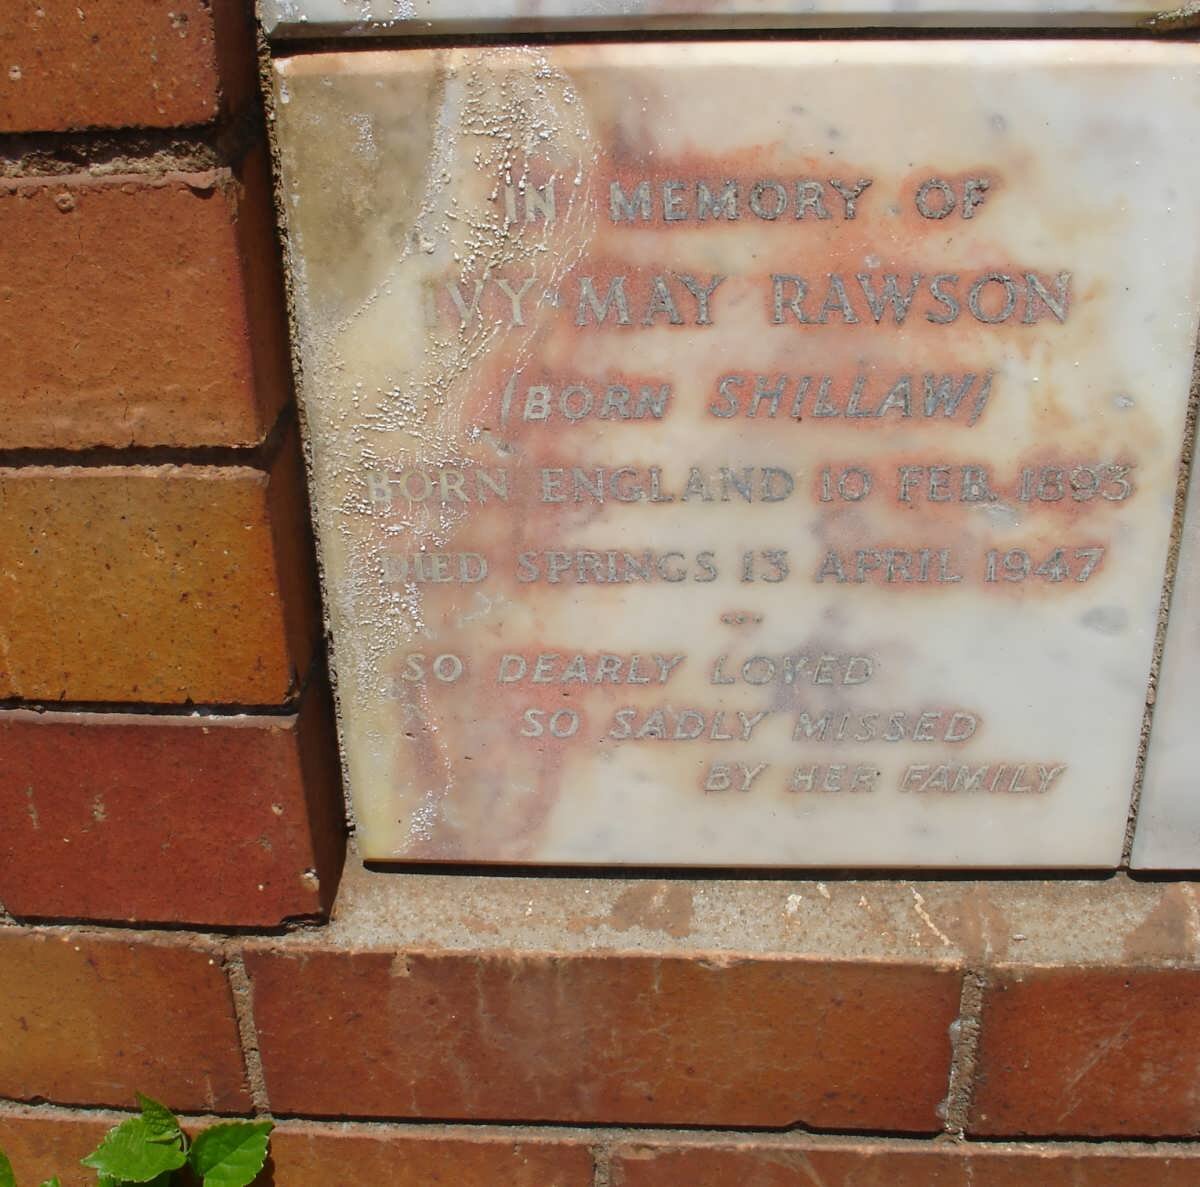 IN MEMORY OF
IVY MAY RAWSON
(BORN SHILLAW)
BORN ENGLAND 10 FEB. 1893
DIED SPRINGS 13 APRIL 1947
SO DEARLY LOVED
SO SADLY MISSED
BY HER FAMILY